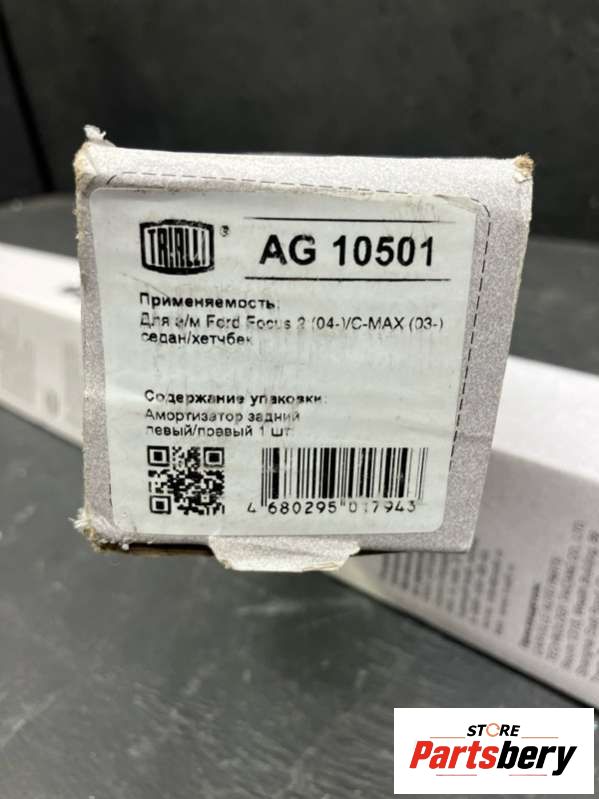 TRIALLI ®
AG 10501
Применяемость:
Для а/м Ford Focus 2 (04-)/C-MAX (03-)
седан/хетчбек
Содержание упаковки:
Амортизатор задний
левый/правый 1 шт.
4 680295 017943
STORE
Partsbery